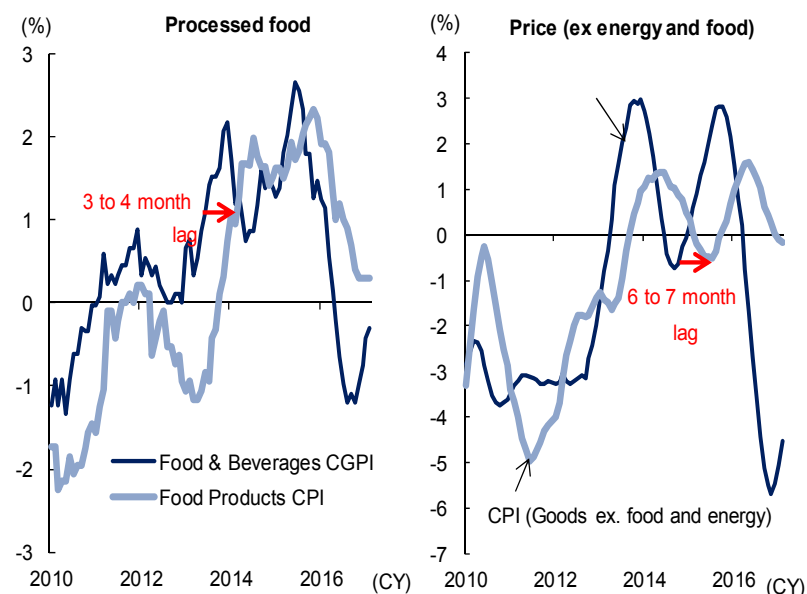 (%)
Processed food
3
2
1
0
-1
-2
-3
3 to 4 month
lag
Food & Beverages CGPI
Food Products CPI
2010
2012
2014
2016
(CY)
(%)
Price (ex energy and food)
4
3
2
1
0
-1
-2
-3
-4
-5
-6
-7
6 to 7 month
lag
CPI (Goods ex. food and energy)
2010
2012
2014
2016
(CY)